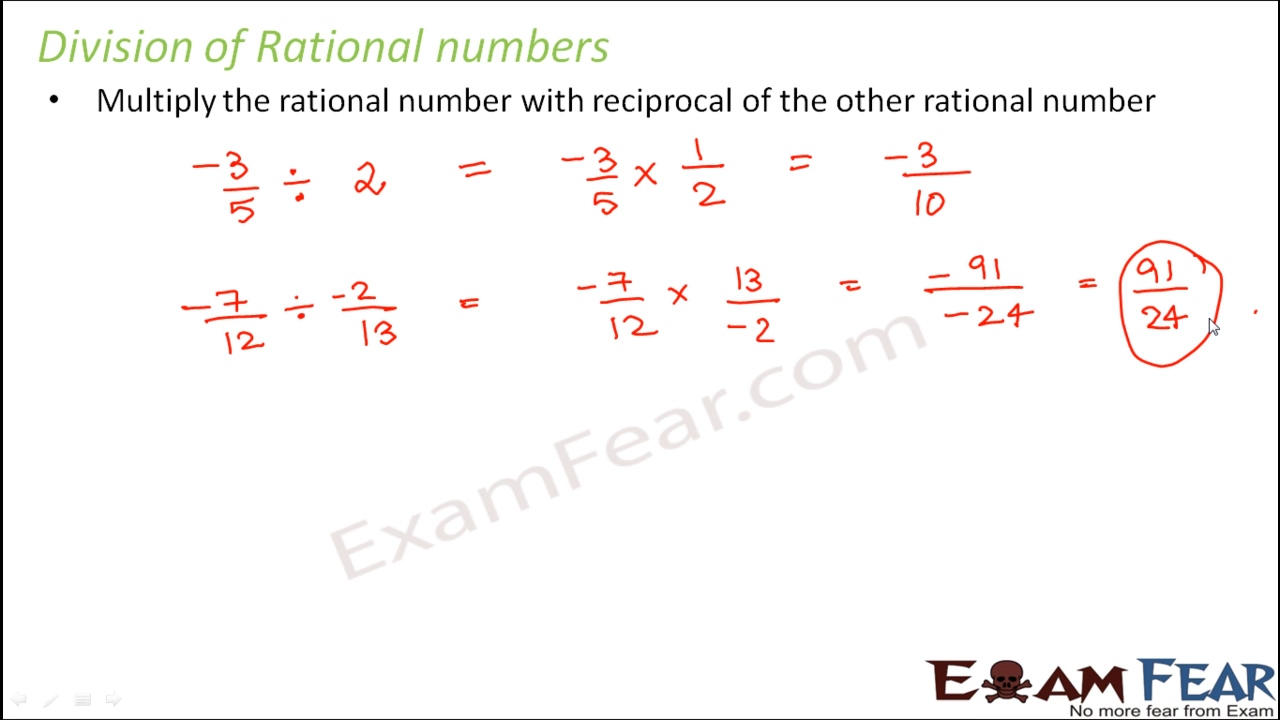 Division of Rational numbers
• Multiply the rational number with reciprocal of the other rational number
-3/5 ÷ 2 = -3/5 × 1/2 = -3/10
-7/12 ÷ -2/13 = -7/12 × 13/-2 = -91/-24 = 91/24 .
ExamFear.com
EXAM FEAR
No more fear from Exam